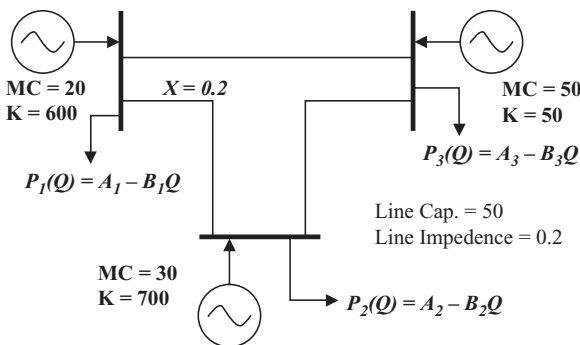 MC = 20
K = 600
X = 0.2
MC = 50
K = 50
P1(Q) = A1 – B1Q
P3(Q) = A3 – B3Q
Line Cap. = 50
Line Impedence = 0.2
MC = 30
K = 700
P2(Q) = A2 – B2Q